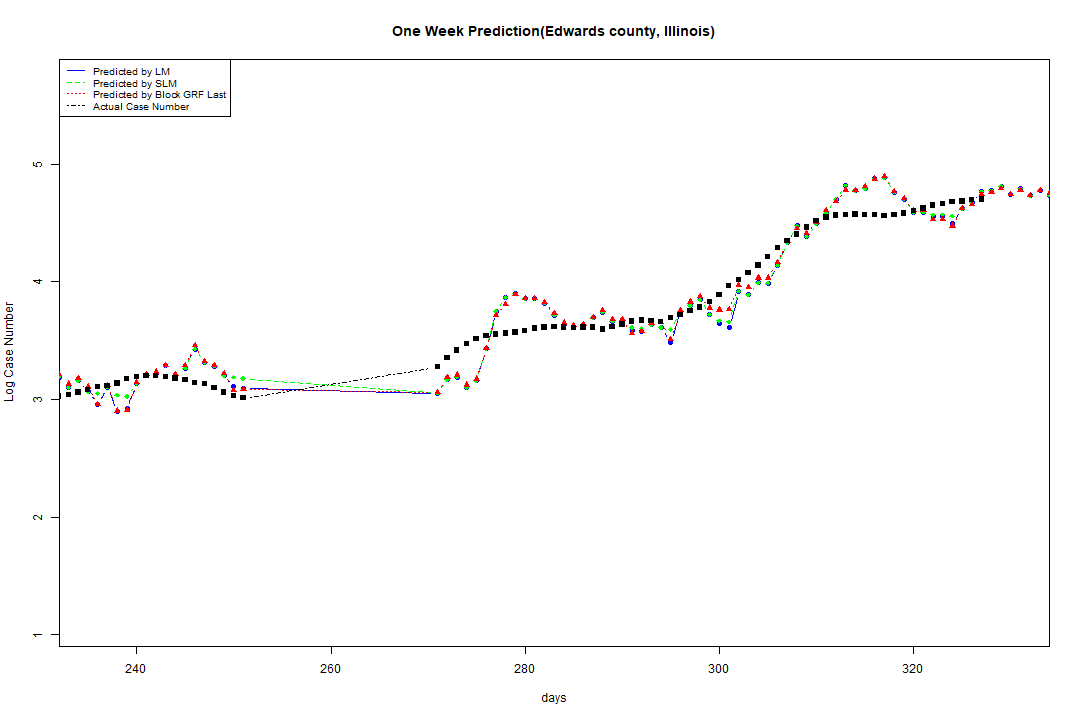 One Week Prediction(Edwards county, Illinois)
Predicted by LM
Predicted by SLM
Predicted by Block GRF Last
Actual Case Number
Log Case Number
5
4
3
2
1
240 260 280 300 320
days